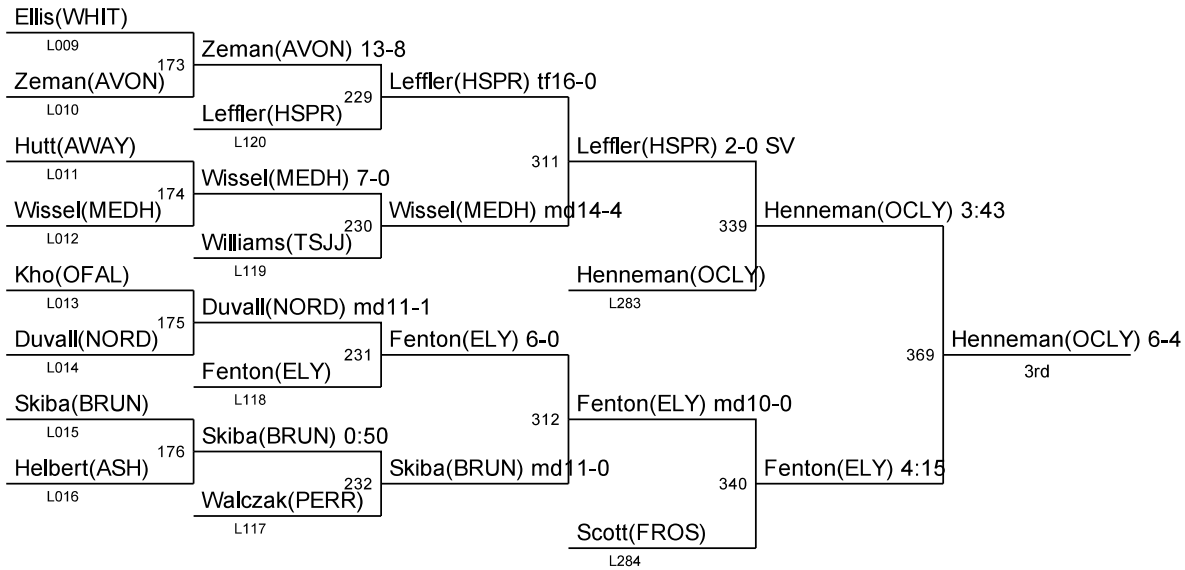 Ellis(WHIT)
L009
173
Zeman(AVON) 13-8
Zeman(AVON)
L010
229
Leffler(HSPR) tf16-0
Leffler(HSPR)
L120
Hutt(AWAY)
L011
311
Leffler(HSPR) 2-0 SV
174
Wissel(MEDH) 7-0
Wissel(MEDH)
L012
230
Wissel(MEDH) md14-4
339
Henneman(OCLY) 3:43
Williams(TSJJ)
L119
Kho(OFAL)
L013
Henneman(OCLY)
L283
175
Duvall(NORD) md11-1
Duvall(NORD)
L014
231
Fenton(ELY) 6-0
369
Henneman(OCLY) 6-4
3rd
Fenton(ELY)
L118
Skiba(BRUN)
L015
312
Fenton(ELY) md10-0
176
Skiba(BRUN) 0:50
Helbert(ASH)
L016
232
Skiba(BRUN) md11-0
340
Fenton(ELY) 4:15
Walczak(PERR)
L117
Scott(FROS)
L284